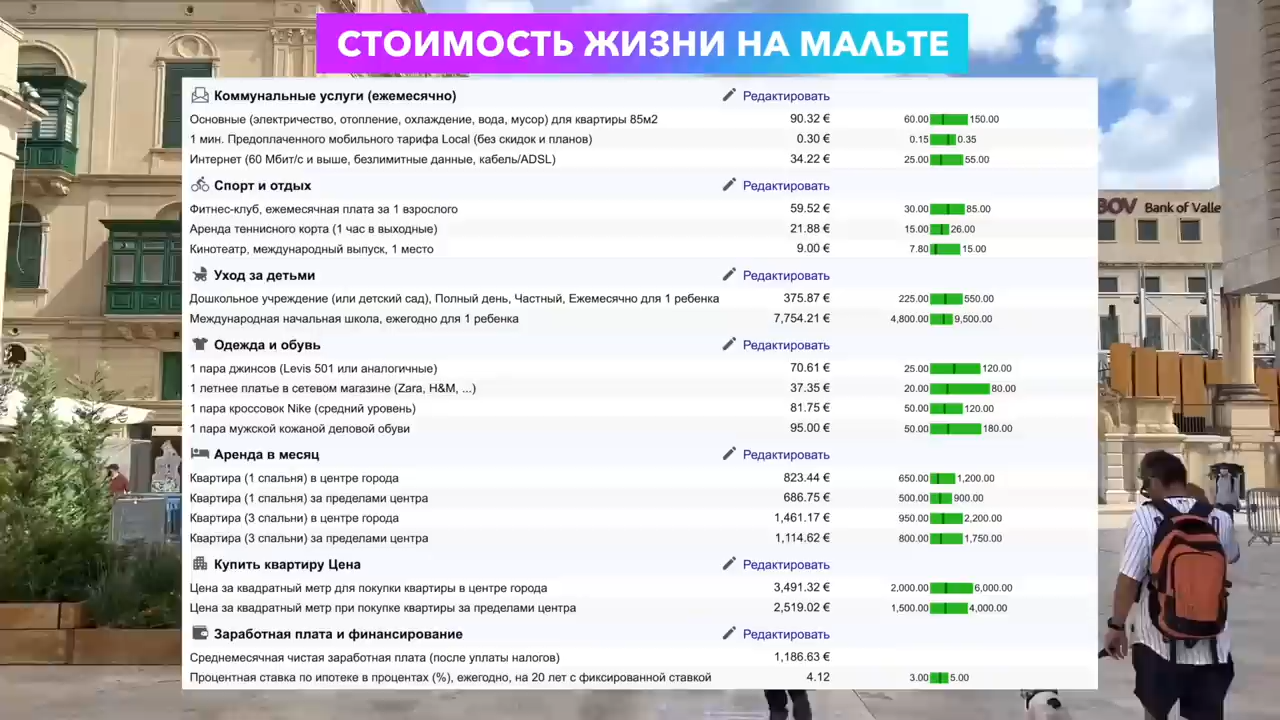 СТОИМОСТЬ ЖИЗНИ НА МАЛЬТЕ
Коммунальные услуги (ежемесячно) Редактировать
Основные (электричество, отопление, охлаждение, вода, мусор) для квартиры 85м2 90.32 € 60.00 150.00
1 мин. Предоплаченного мобильного тарифа Local (без скидок и планов) 0.30 € 0.15 0.35
Интернет (60 Мбит/с и выше, безлимитные данные, кабель/ADSL) 34.22 € 25.00 55.00
Спорт и отдых Редактировать
Фитнес-клуб, ежемесячная плата за 1 взрослого 59.52 € 30.00 85.00
Аренда теннисного корта (1 час в выходные) 21.88 € 15.00 26.00
Кинотеатр, международный выпуск, 1 место 9.00 € 7.80 15.00
BOV Bank of Valle
Уход за детьми Редактировать
Дошкольное учреждение (или детский сад), Полный день, Частный, Ежемесячно для 1 ребенка 375.87 € 225.00 550.00
Международная начальная школа, ежегодно для 1 ребенка 7,754.21 € 4,800.00 9,500.00
Одежда и обувь Редактировать
1 пара джинсов (Levis 501 или аналогичные) 70.61 € 25.00 120.00
1 летнее платье в сетевом магазине (Zara, H&M, ...) 37.35 € 20.00 80.00
1 пара кроссовок Nike (средний уровень) 81.75 € 50.00 120.00
1 пара мужской кожаной деловой обуви 95.00 € 50.00 180.00
Аренда в месяц Редактировать
Квартира (1 спальня) в центре города 823.44 € 650.00 1,200.00
Квартира (1 спальня) за пределами центра 686.75 € 500.00 900.00
Квартира (3 спальни) в центре города 1,461.17 € 950.00 2,200.00
Квартира (3 спальни) за пределами центра 1,114.62 € 800.00 1,750.00
Купить квартиру Цена Редактировать
Цена за квадратный метр для покупки квартиры в центре города 3,491.32 € 2,000.00 6,000.00
Цена за квадратный метр при покупке квартиры за пределами центра 2,519.02 € 1,500.00 4,000.00
Заработная плата и финансирование Редактировать
Среднемесячная чистая заработная плата (после уплаты налогов) 1,186.63 €
Процентная ставка по ипотеке в процентах (%), ежегодно, на 20 лет с фиксированной ставкой 4.12 3.00 5.00